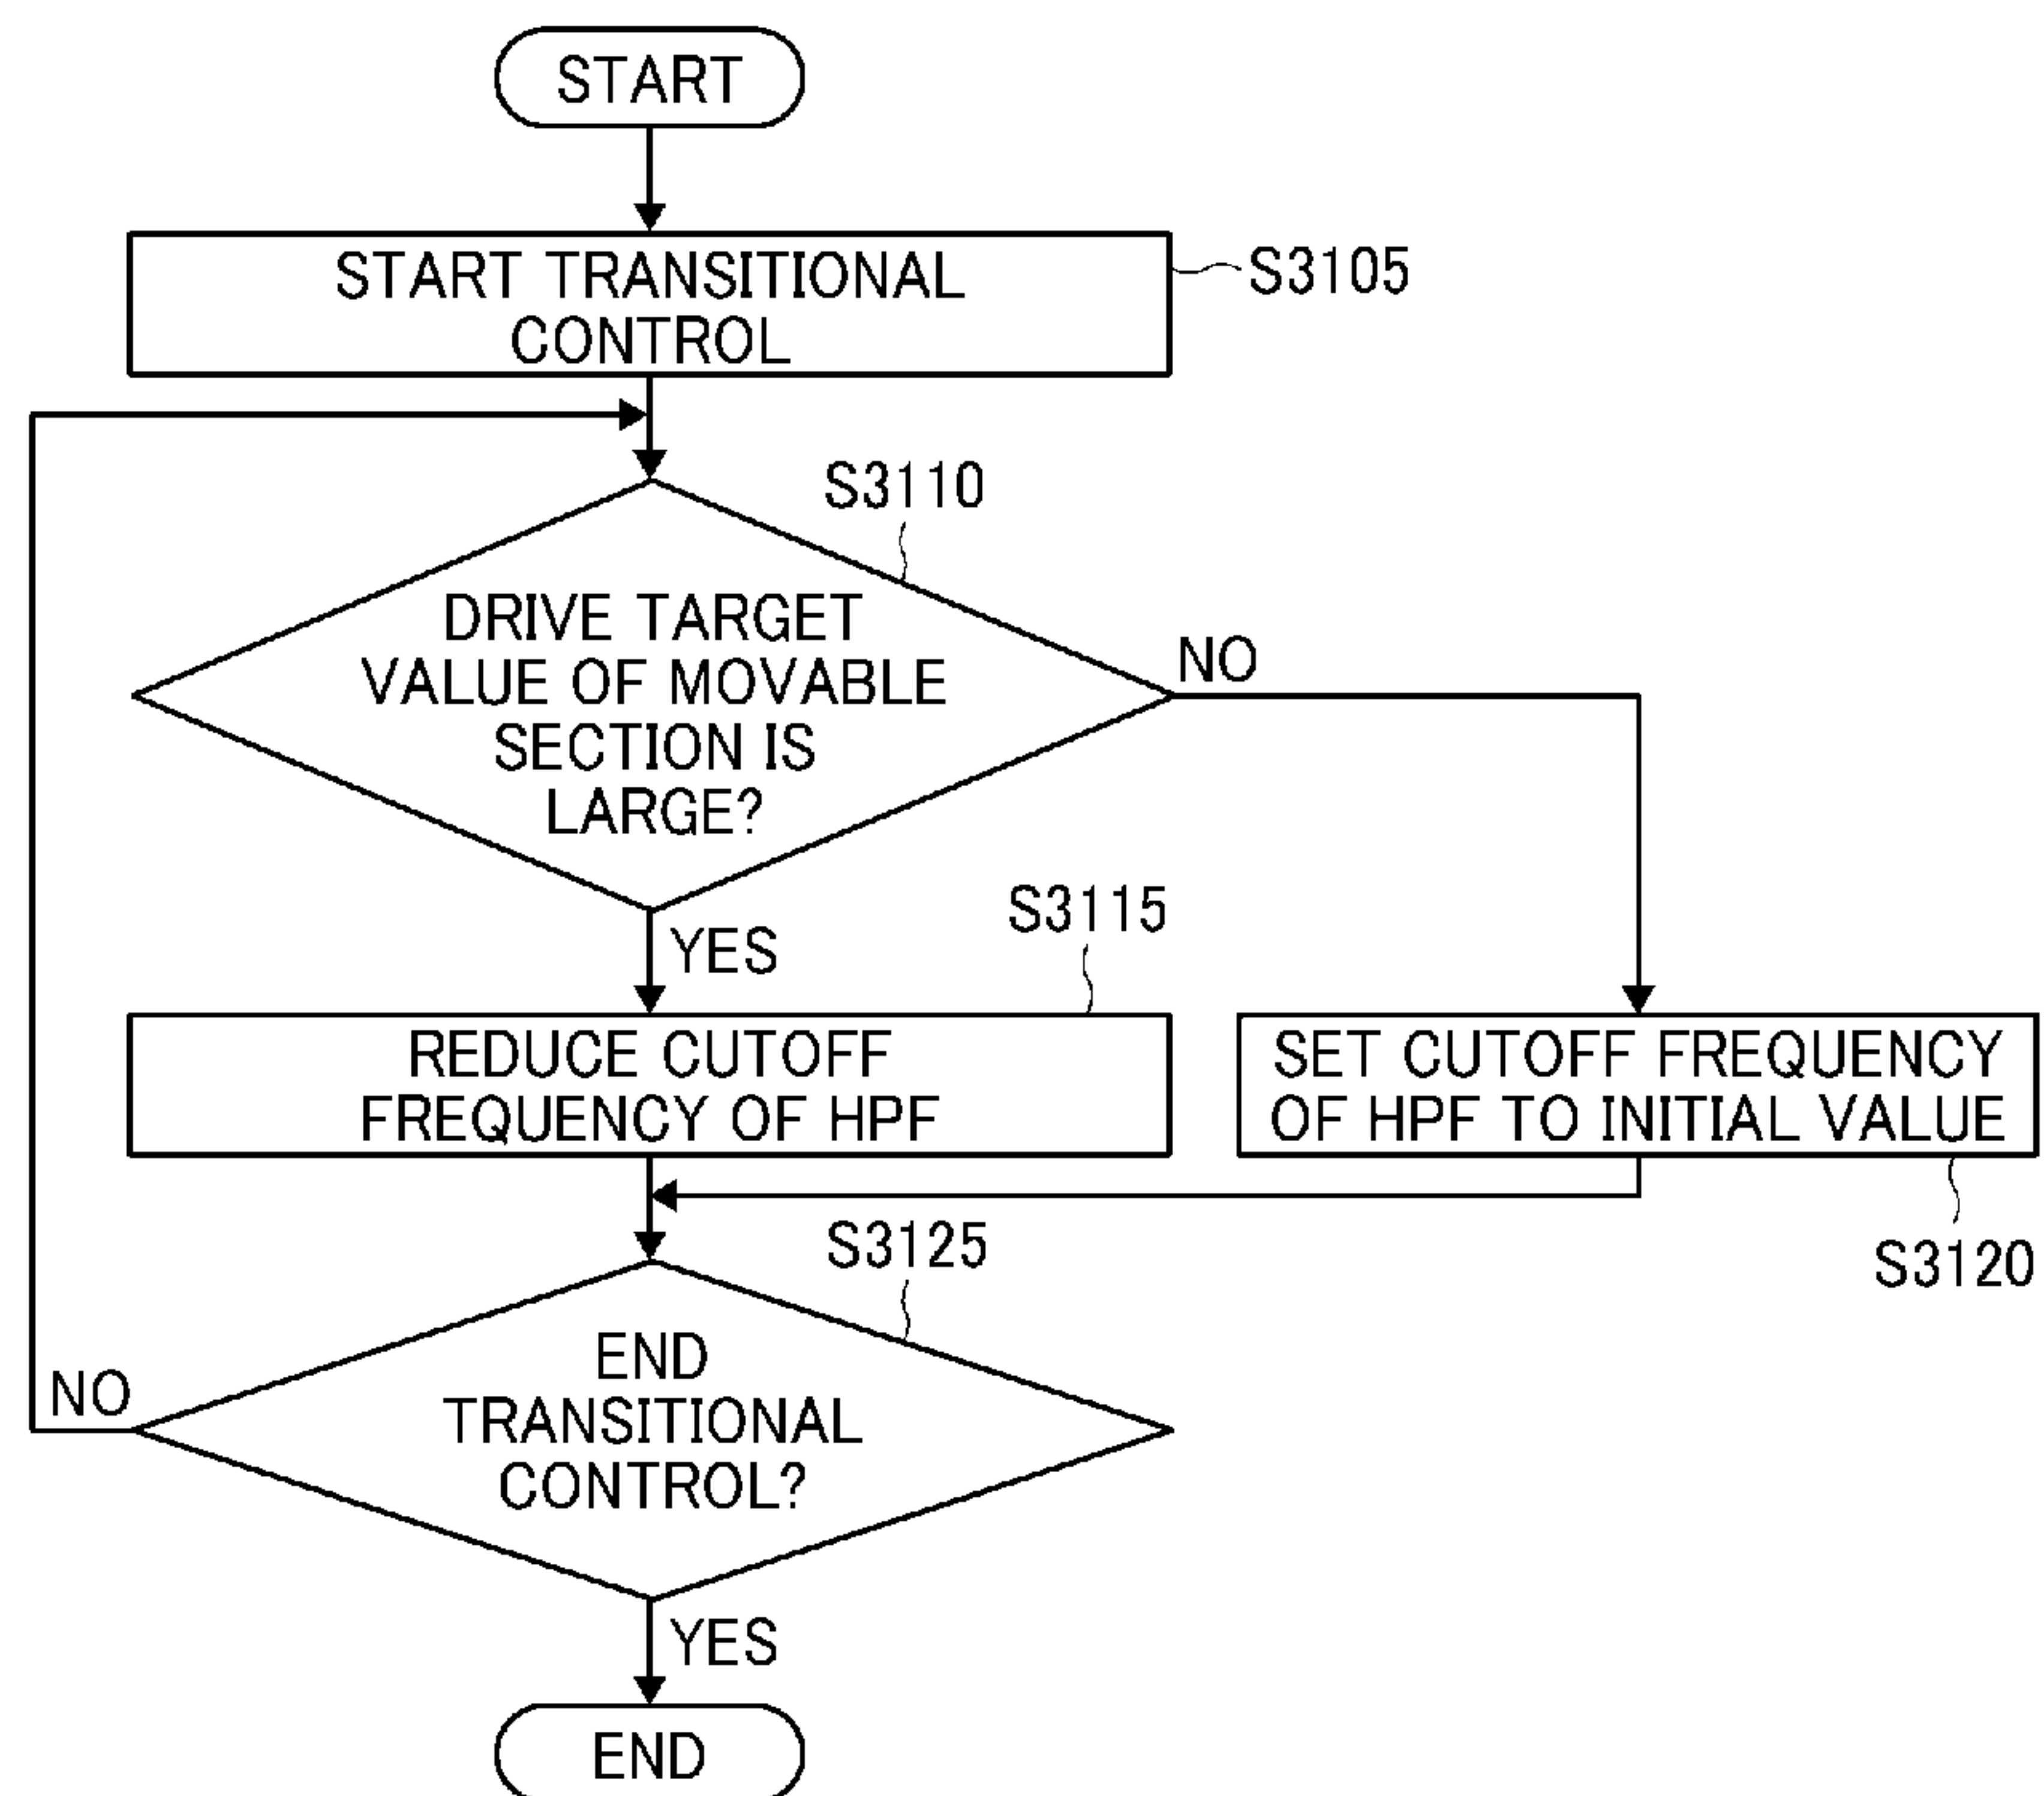 START
START TRANSITIONAL
CONTROL
S3105
S3110
DRIVE TARGET
VALUE OF MOVABLE
SECTION IS
LARGE?
NO
YES
S3115
REDUCE CUTOFF
FREQUENCY OF HPF
SET CUTOFF FREQUENCY
OF HPF TO INITIAL VALUE
S3120
S3125
END
TRANSITIONAL
CONTROL?
NO
YES
END